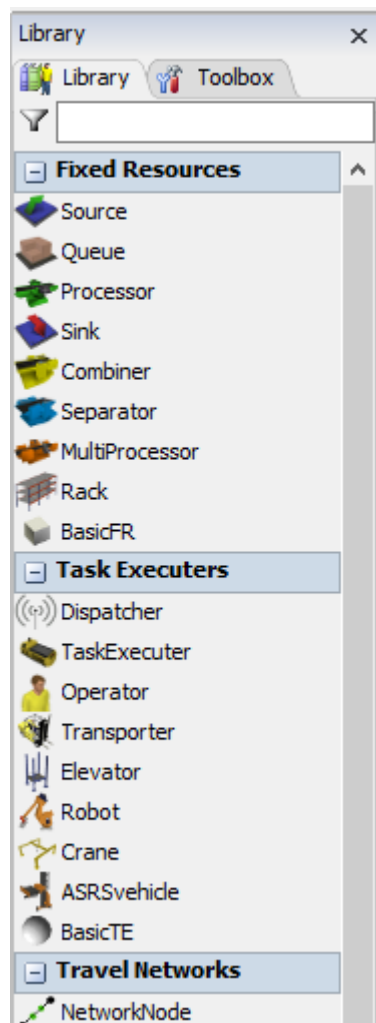 Library
Library Toolbox
Fixed Resources
Source
Queue
Processor
Sink
Combiner
Separator
MultiProcessor
Rack
BasicFR
Task Executers
Dispatcher
TaskExecuter
Operator
Transporter
Elevator
Robot
Crane
ASRSvehicle
BasicTE
Travel Networks
NetworkNode